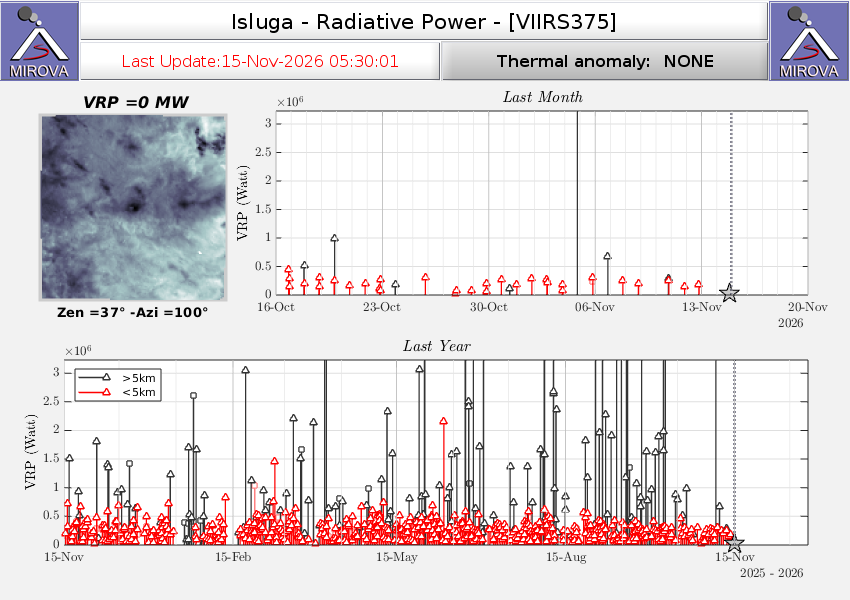 Isluga - Radiative Power - [VIIRS375]
MIROVA
Last Update:15-Nov-2026 05:30:01
Thermal anomaly: NONE
MIROVA
VRP =0 MW
Zen =37° -Azi =100°
Last Month
×10⁶
VRP (Watt)
3
2.5
2
1.5
1
0.5
0
16-Oct
23-Oct
30-Oct
06-Nov
13-Nov
20-Nov
2026
Last Year
×10⁶
VRP (Watt)
3
2.5
2
1.5
1
0.5
0
>5km
<5km
15-Nov
15-Feb
15-May
15-Aug
15-Nov
2025 - 2026